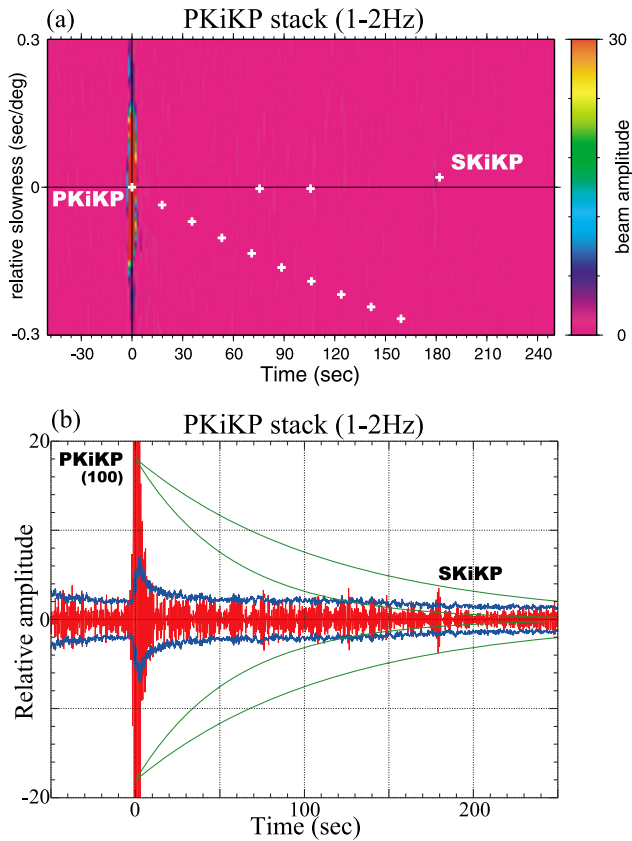 (a) PKiKP stack (1-2Hz)
0.3
0
-0.3
relative slowness (sec/deg)
PKiKP
SKiKP
-30 0 30 60 90 120 150 180 210 240
Time (sec)
30
0
beam amplitude
(b) PKiKP stack (1-2Hz)
20
0
-20
Relative amplitude
PKiKP
(100)
SKiKP
0 100 200
Time (sec)